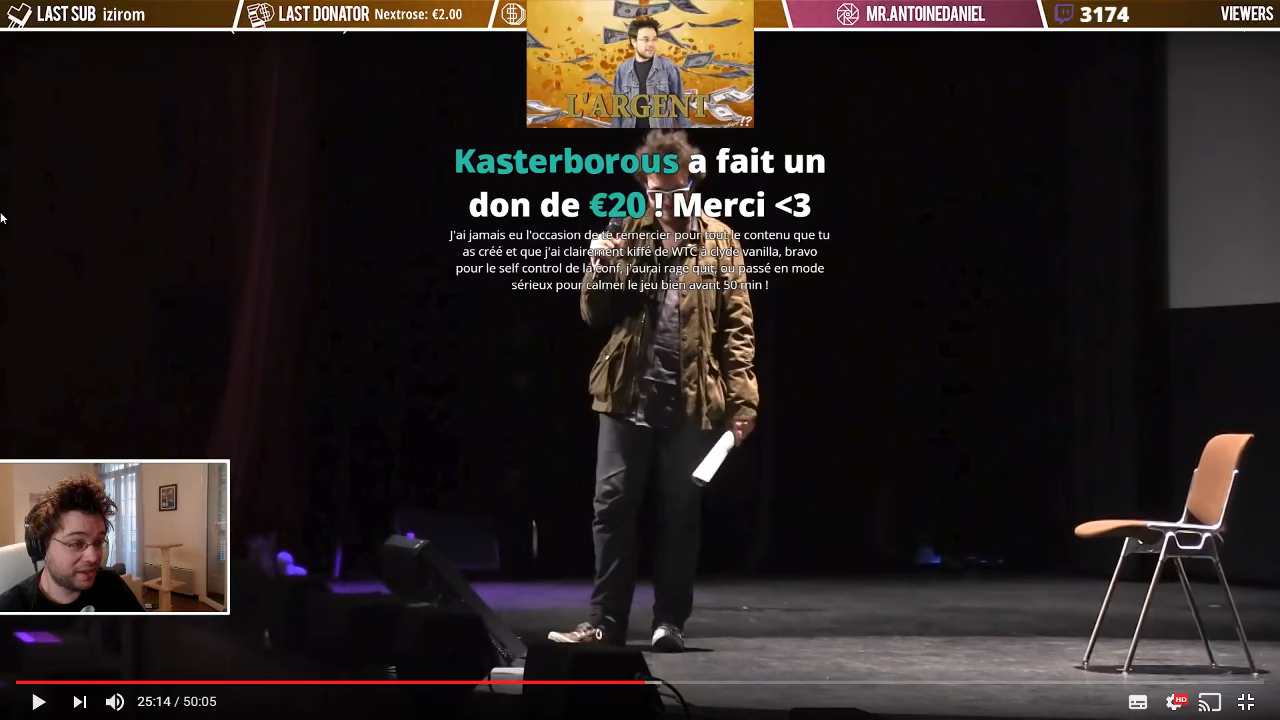 LAST SUB izirom
LAST DONATOR Nextrose: €2.00
MR.ANTOINEDANIEL
3174
VIEWERS
L'ARGENT
!?
Kasterborous a fait un
don de €20 ! Merci <3
J'ai jamais eu l'occasion de te remercier pour tout le contenu que tu
as créé et que j'ai clairement kiffé de WTC à clyde vanilla, bravo
pour le self control de la conf, j'aurai rage quit, ou passé en mode
sérieux pour calmer le jeu bien avant 50 min !
25:14 / 50:05
HD